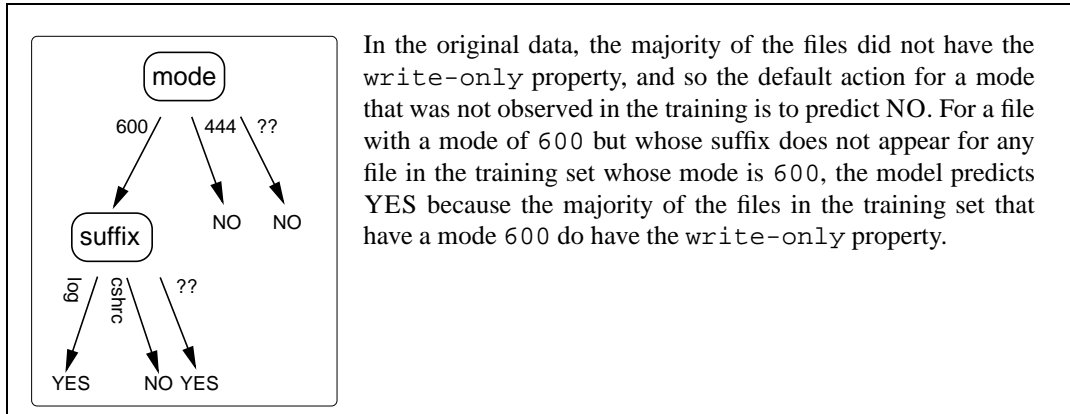 mode
600 444 ??
NO NO
suffix
log cshrc ??
YES NO YES
In the original data, the majority of the files did not have the
write-only property, and so the default action for a mode
that was not observed in the training is to predict NO. For a file
with a mode of 600 but whose suffix does not appear for any
file in the training set whose mode is 600, the model predicts
YES because the majority of the files in the training set that
have a mode 600 do have the write-only property.